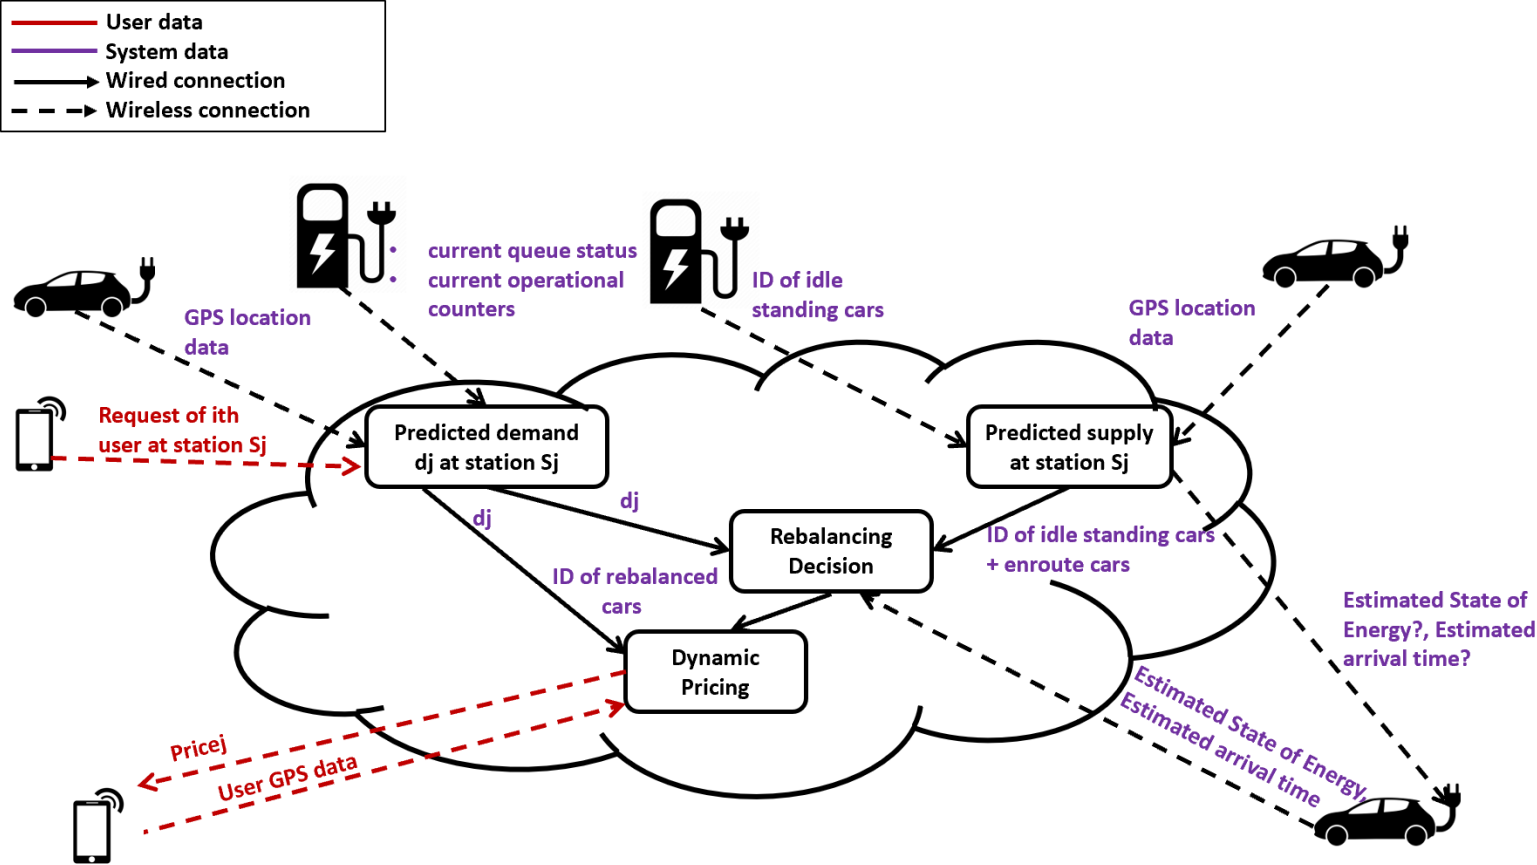 User data
System data
Wired connection
Wireless connection
• current queue status
• current operational
counters
ID of idle
standing cars
GPS location
data
GPS location
data
Request of ith
user at station Sj
Predicted demand
dj at station Sj
Predicted supply
at station Sj
dj
dj
Rebalancing
Decision
ID of idle standing cars
+ enroute cars
ID of rebalanced
cars
Estimated State of
Energy?, Estimated
arrival time?
Dynamic
Pricing
Estimated State of Energy,
Estimated arrival time
Pricej
User GPS data